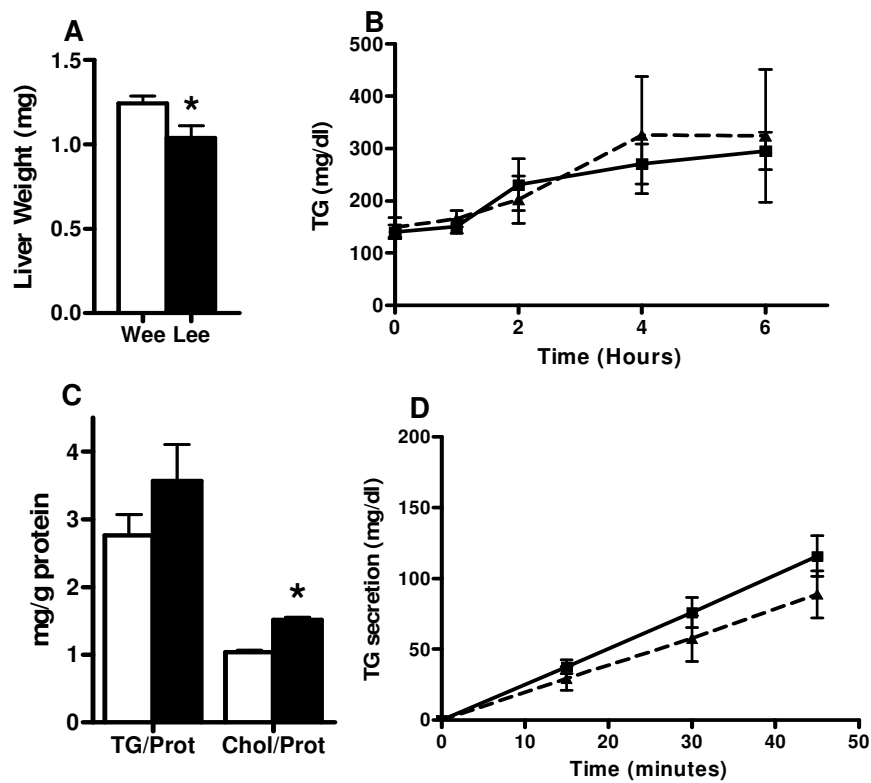 A
Liver Weight (mg)
1.5
1.0
0.5
0.0
*
Wee Lee
B
TG (mg/dl)
500
400
300
200
100
0
0 2 4 6
Time (Hours)
C
mg/g protein
4
3
2
1
0
*
TG/Prot Chol/Prot
D
TG secretion (mg/dl)
200
150
100
50
0
0 10 20 30 40 50
Time (minutes)